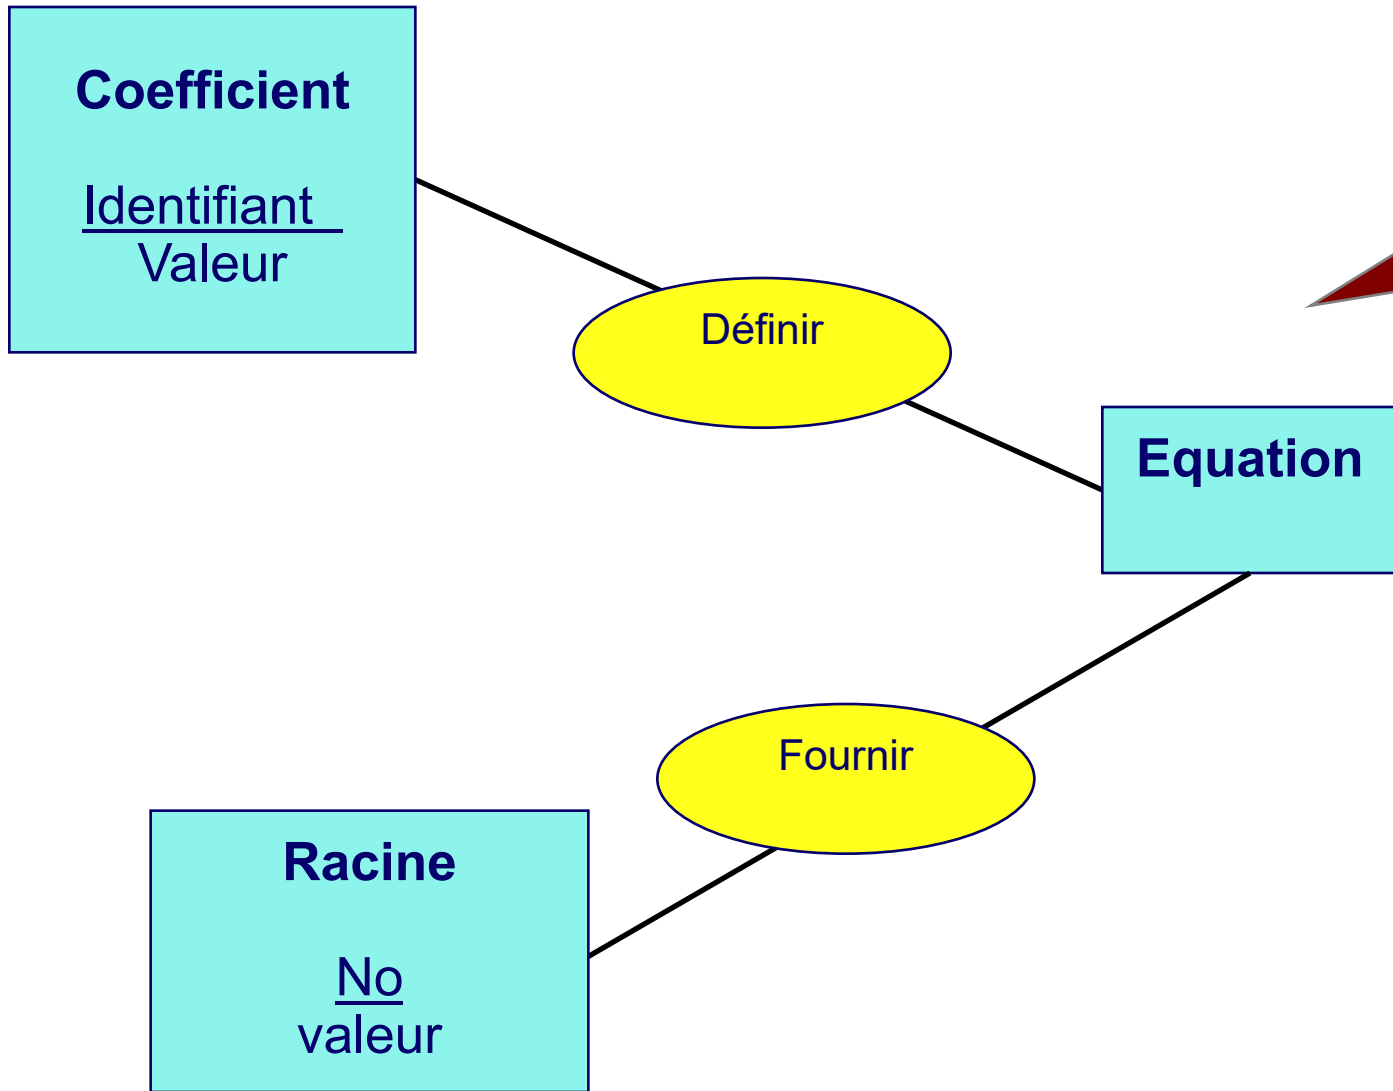 Coefficient
Identifiant
Valeur
Définir
Equation
Fournir
Racine
No
valeur